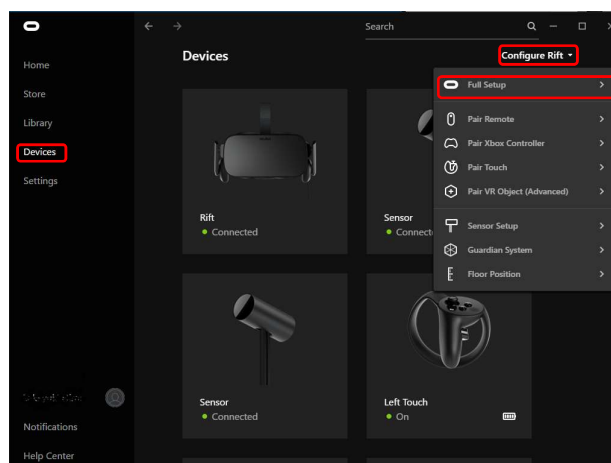 Search
Devices
Configure Rift
Home
Store
Library
Devices
Settings
Full Setup
Pair Remote
Pair Xbox Controller
Pair Touch
Pair VR Object (Advanced)
Sensor Setup
Guardian System
Floor Position
Rift
Connected
Sensor
Connect
Sensor
Connected
Left Touch
On
Notifications
Help Center